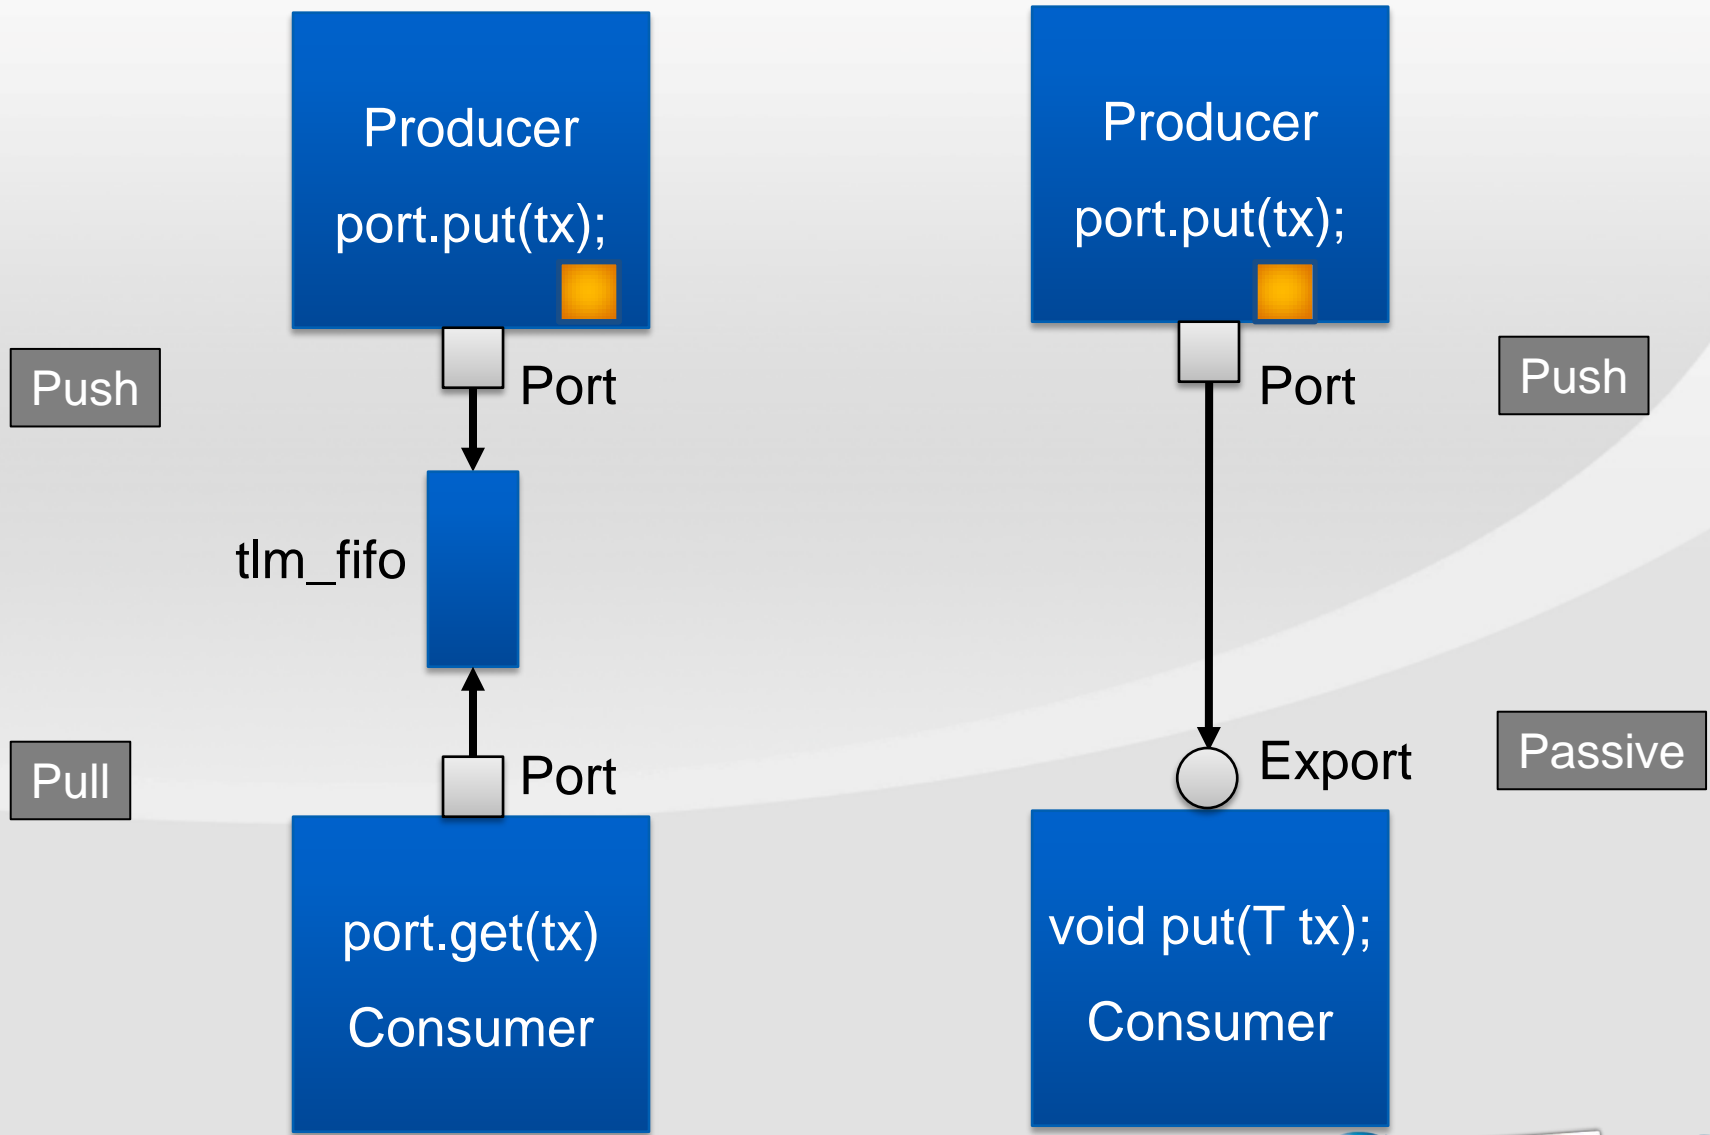 Producer
port.put(tx);
Push
Port
tlm_fifo
Pull
Port
port.get(tx)
Consumer
Producer
port.put(tx);
Port
Push
Export
Passive
void put(T tx);
Consumer